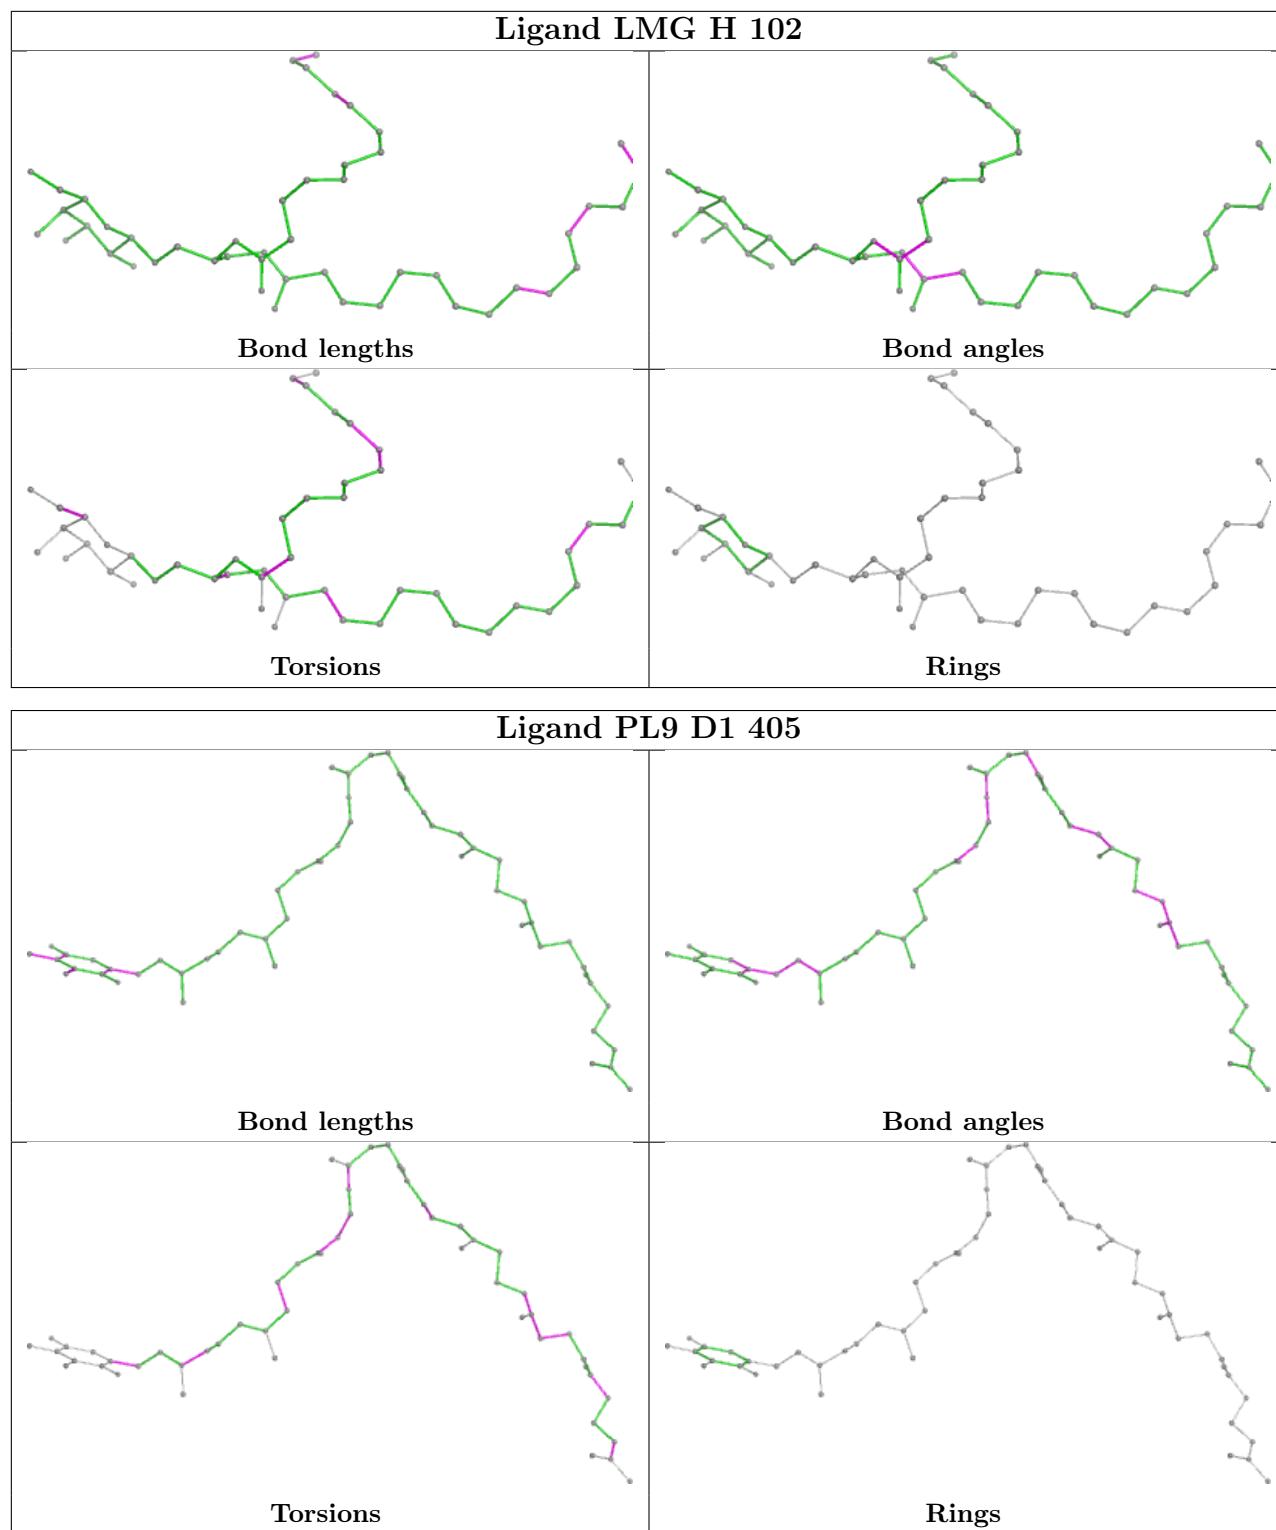 Ligand LMG H 102
Bond lengths
Bond angles
Torsions
Rings
Ligand PL9 D1 405
Bond lengths
Bond angles
Torsions
Rings